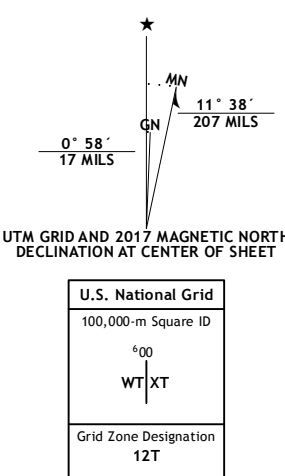 ★
MN
GN
11° 38´
207 MILS
0° 58´
17 MILS
UTM GRID AND 2017 MAGNETIC NORTH
DECLINATION AT CENTER OF SHEET
U.S. National Grid
100,000-m Square ID
⁶00
WT XT
Grid Zone Designation
12T